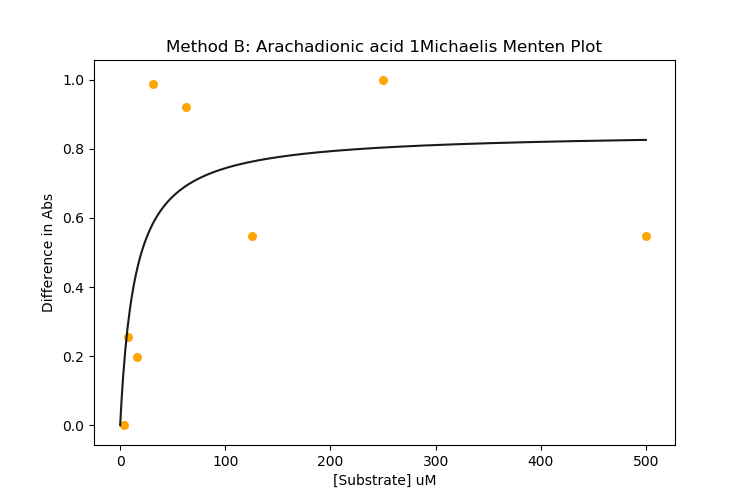 Method B: Arachadionic acid 1Michaelis Menten Plot
1.0
0.8
0.6
0.4
0.2
0.0
Difference in Abs
0 100 200 300 400 500
[Substrate] uM